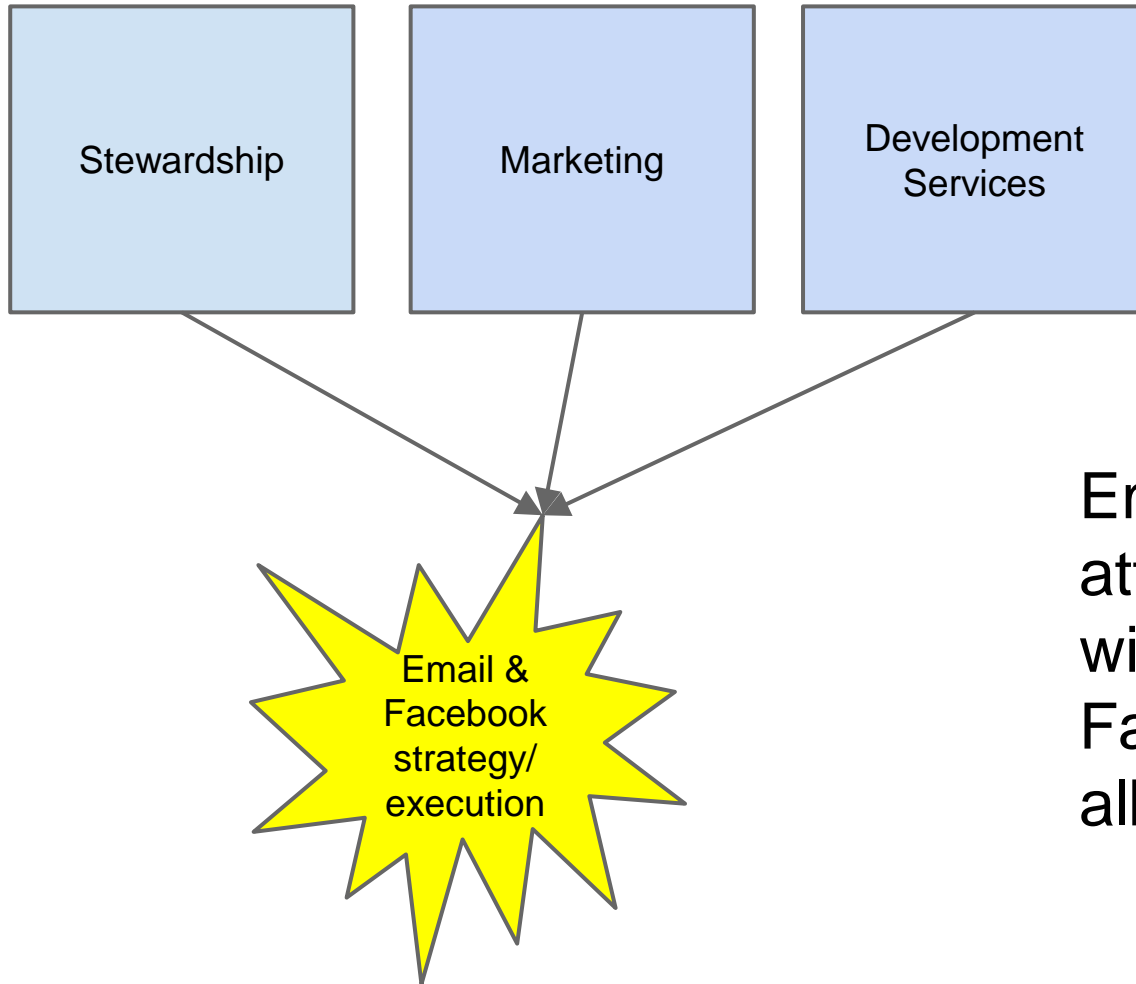 Stewardship
Marketing
Development
Services
Email &
Facebook
strategy/
execution